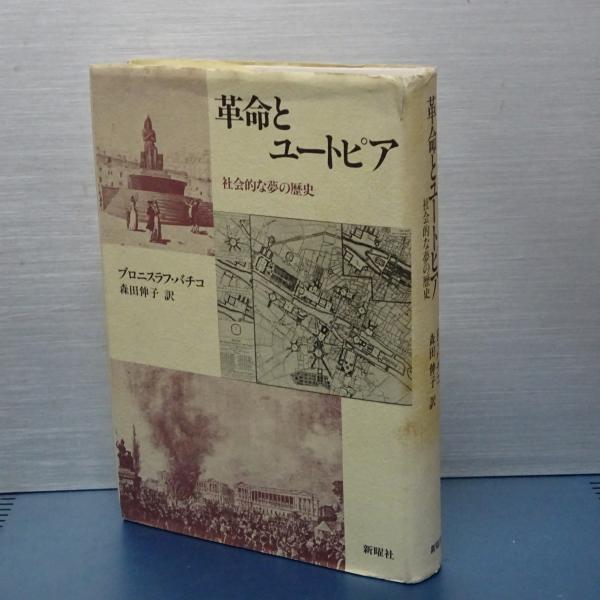 革命と
ユートピア
社会的な夢の歴史
ブロニスラフ・バチコ
森田伸子 訳
新曜社
革命とユートピア
社会的な夢の歴史
森田伸子 訳